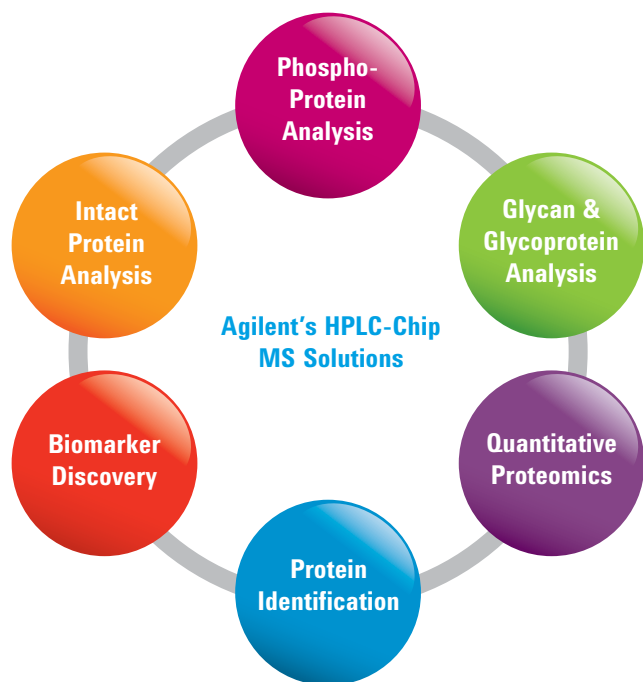 Phospho-
Protein
Analysis
Intact
Protein
Analysis
Glycan &
Glycoprotein
Analysis
Agilent's HPLC-Chip
MS Solutions
Biomarker
Discovery
Quantitative
Proteomics
Protein
Identification